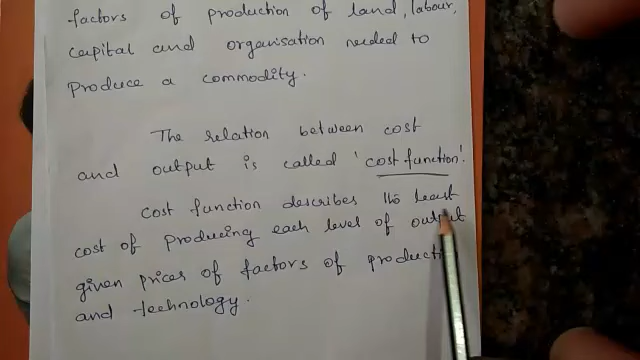 factors of production of land, labour,
capital and organisation needed to
produce a commodity.
The relation between cost
and output is called 'cost function'.
Cost function describes the least
cost of producing each level of output
given prices of factors of producti
and technology.